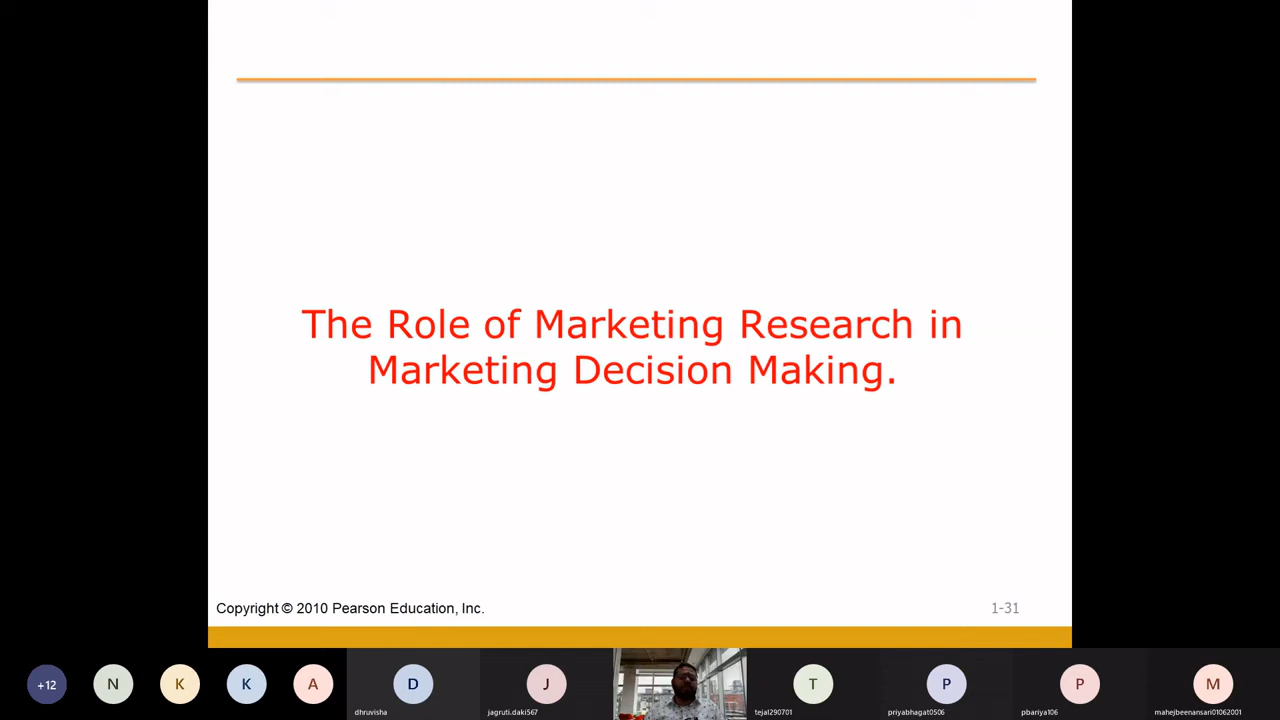 The Role of Marketing Research in
Marketing Decision Making.
Copyright © 2010 Pearson Education, Inc.
1-31
+12
N
K
K
A
D
dhruvisha
J
jagruti.daki567
T
tejal290701
P
priyabhagat0506
P
pbariya106
M
mahejbeenansari01062001